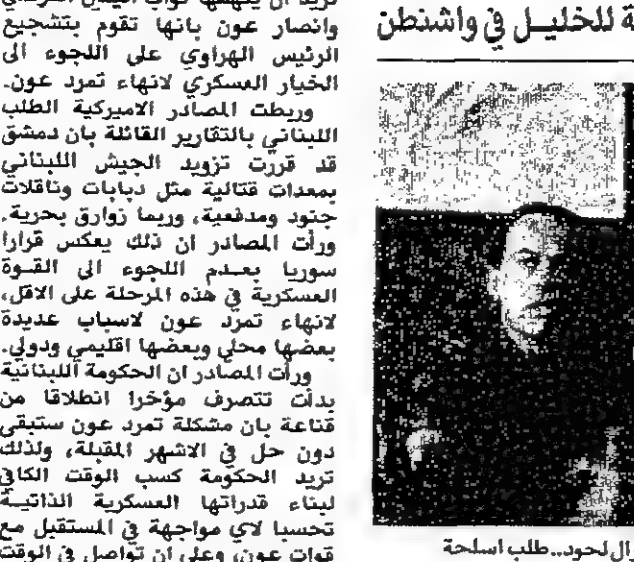 ة للخليل في واشنطن
وانصار عون بانها تقوم بتشجيع
الرئيس الهراوي على اللجوء الى
الخيار العسكري لانهاء تمرد عون.
وربطت المصادر الاميركية الطلب
اللبناني بالتقارير القائلة بان دمشق
قد قررت تزويد الجيش اللبناني
بمعدات قتالية مثل دبابات وناقلات
جنود ومدفعية، وربما زوارق بحرية.
ورأت المصادر ان ذلك يعكس قرارا
سوريا بعدم اللجوء الى القوة
العسكرية في هذه المرحلة على الاقل،
لانهاء تمرد عون لاسباب عديدة
بعضها محلي وبعضها اقليمي ودولي.
ورأت المصادر ان الحكومة اللبنانية
بدأت تتصرف مؤخرا انطلاقا من
قناعة بان مشكلة تمرد عون ستبقى
دون حل في الاشهر المقبلة، ولذلك
تريد الحكومة كسب الوقت الكافي
لبناء قدراتها العسكرية الذاتية
تحسبا لاي مواجهة في المستقبل مع
قوات عون، وعلى ان تواصل في الوقت
رال لحود.. طلب اسلحة